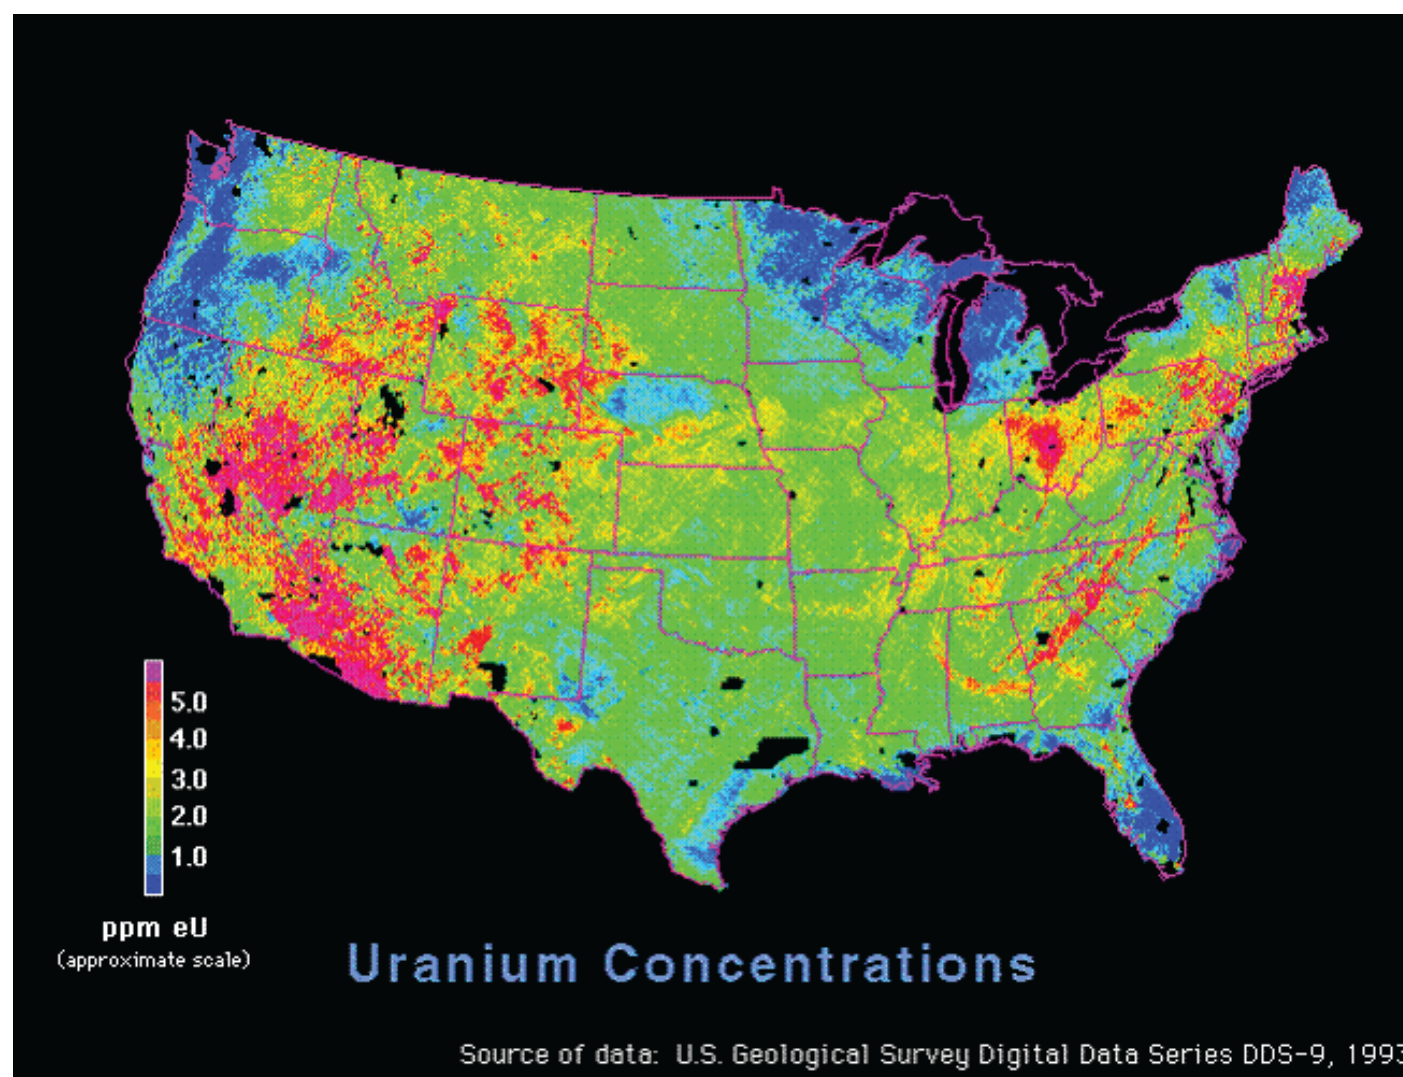 5.0
4.0
3.0
2.0
1.0
ppm eU
(approximate scale)
Uranium Concentrations
Source of data: U.S. Geological Survey Digital Data Series DDS-9, 1993